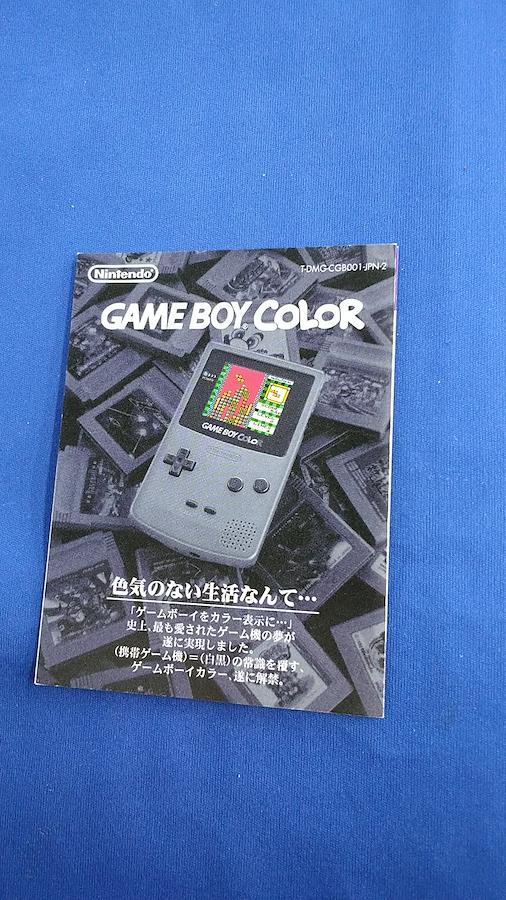 Nintendo
T-DMG-CGB001-JPN-2
GAME BOY COLOR
GAME BOY COLOR
色気のない生活なんて…
「ゲームボーイをカラー表示に…」
史上、最も愛されたゲーム機の夢が
遂に実現しました。
(携帯ゲーム機)=(白黒)の常識を覆す、
ゲームボーイカラー、遂に解禁。